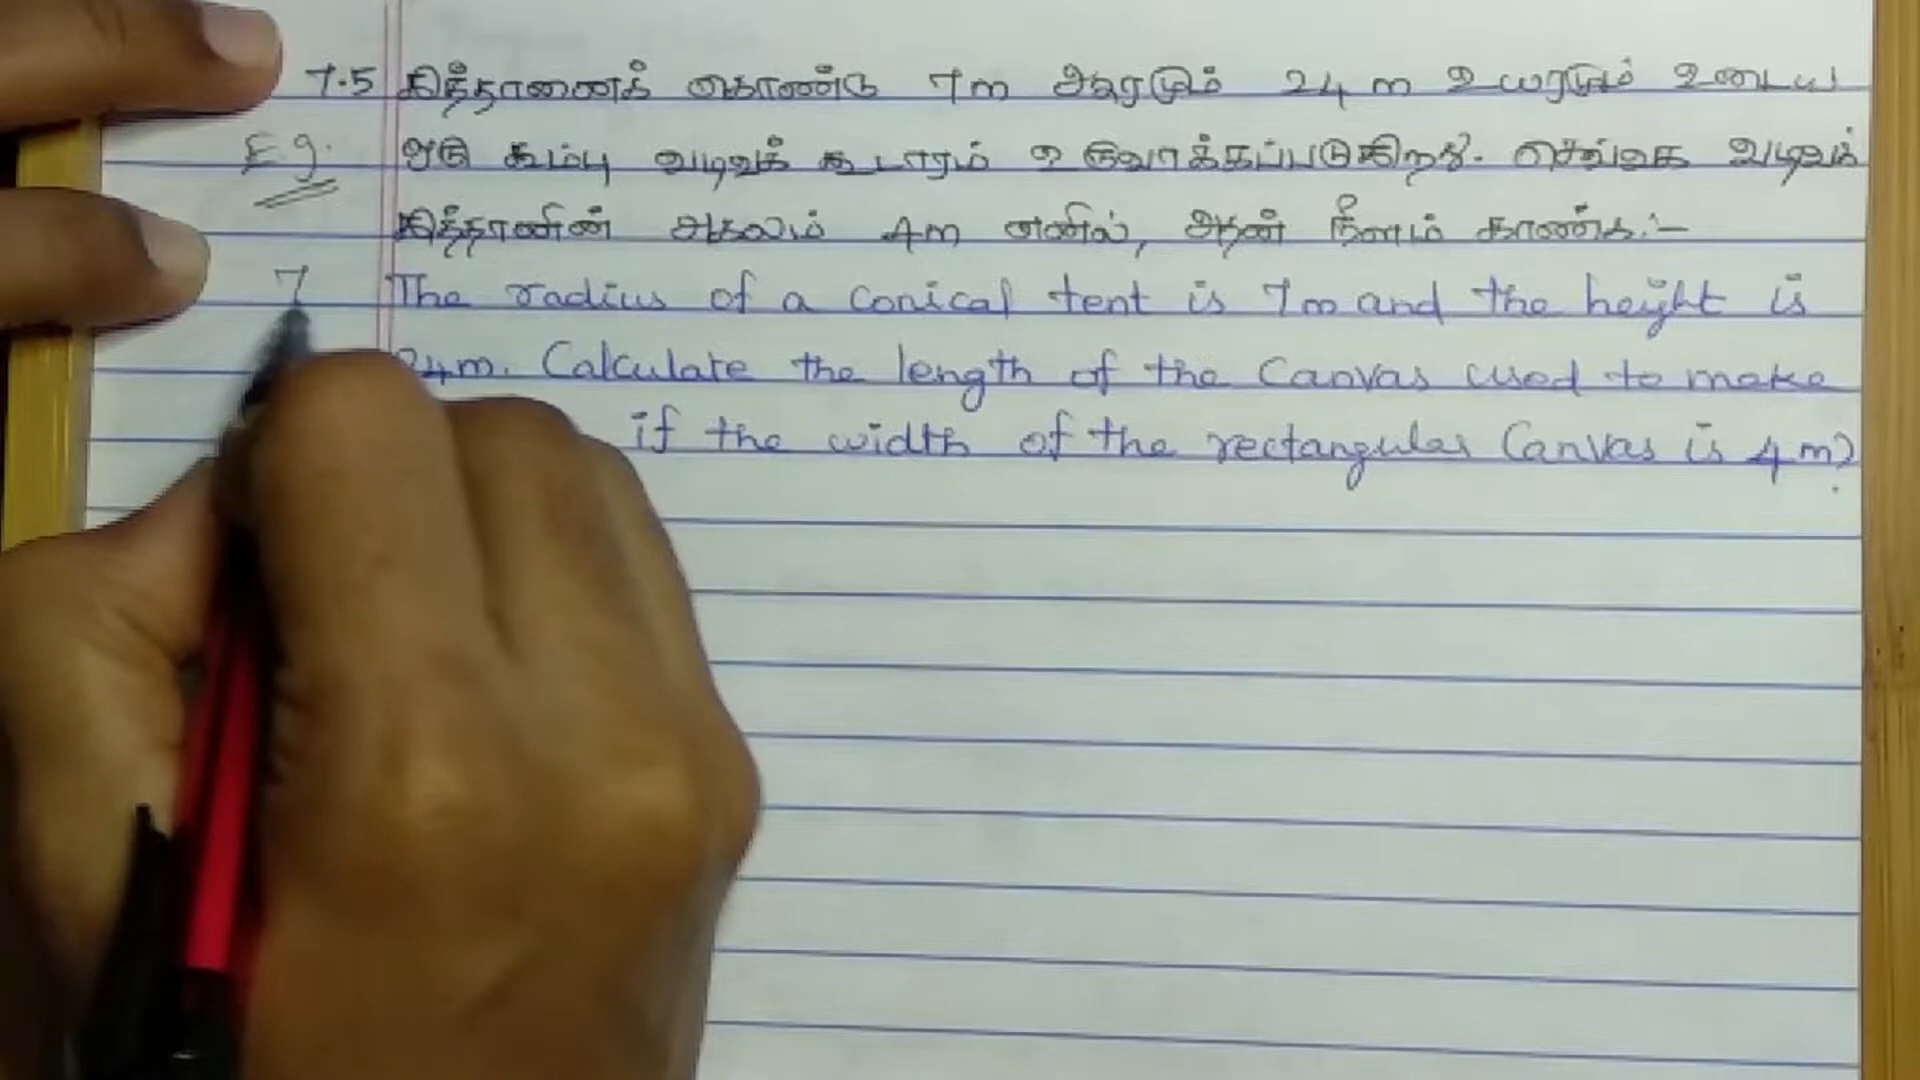 7.5 கித்தானைக் கொண்டு 7m ஆரமும் 24 m உயரமும் உடைய
Eg. ஒரு கூம்பு வடிவக் கூடாரம் உருவாக்கப்படுகிறது. செவ்வக வடிவக்
கித்தானின் அகலம் 4m எனில், அதன் நீளம் காண்க:-
7 The radius of a conical tent is 7m and the height is
24m. Calculate the length of the Canvas used to make
if the width of the rectangular Canvas is 4m?